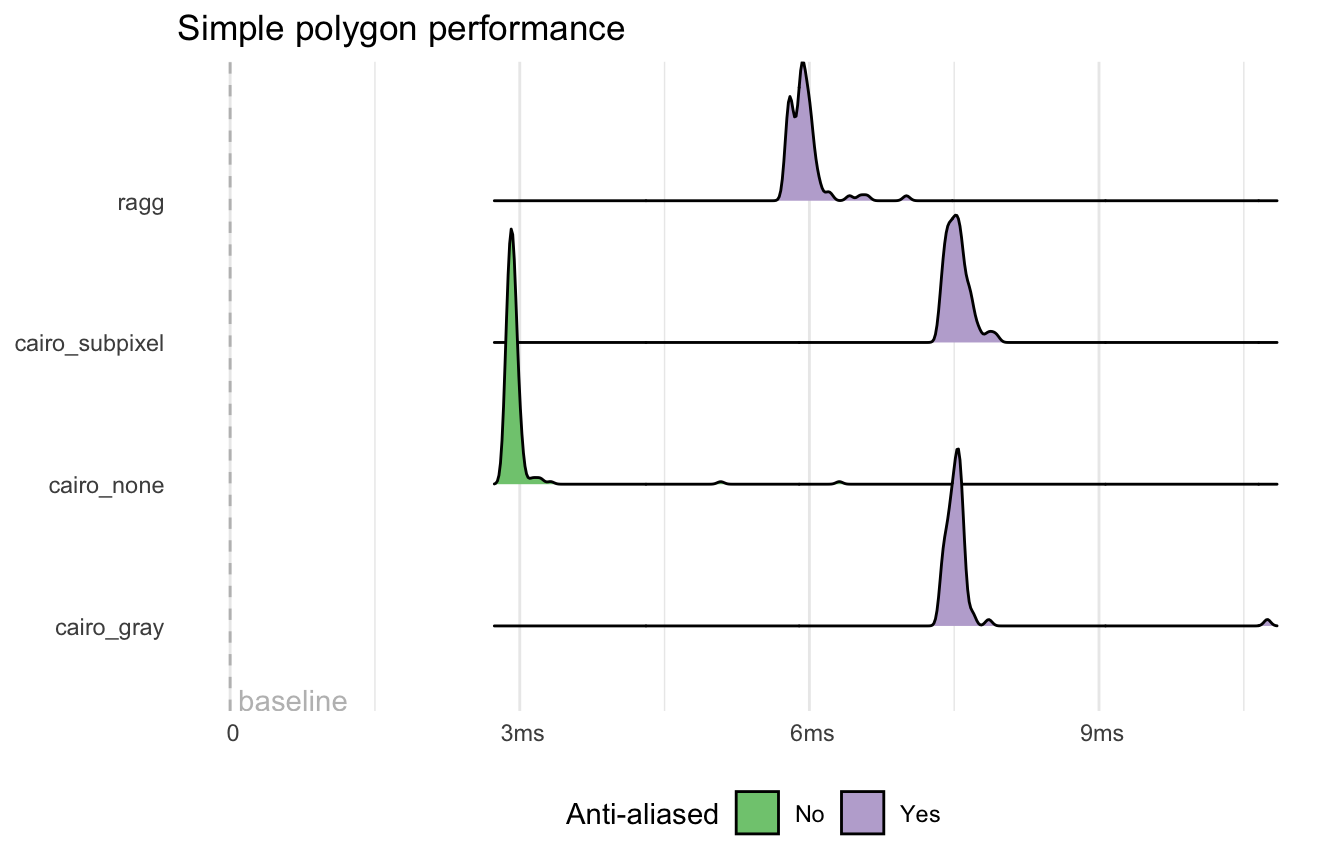 Simple polygon performance
ragg
cairo_subpixel
cairo_none
cairo_gray
baseline
0 3ms 6ms 9ms
Anti-aliased No Yes